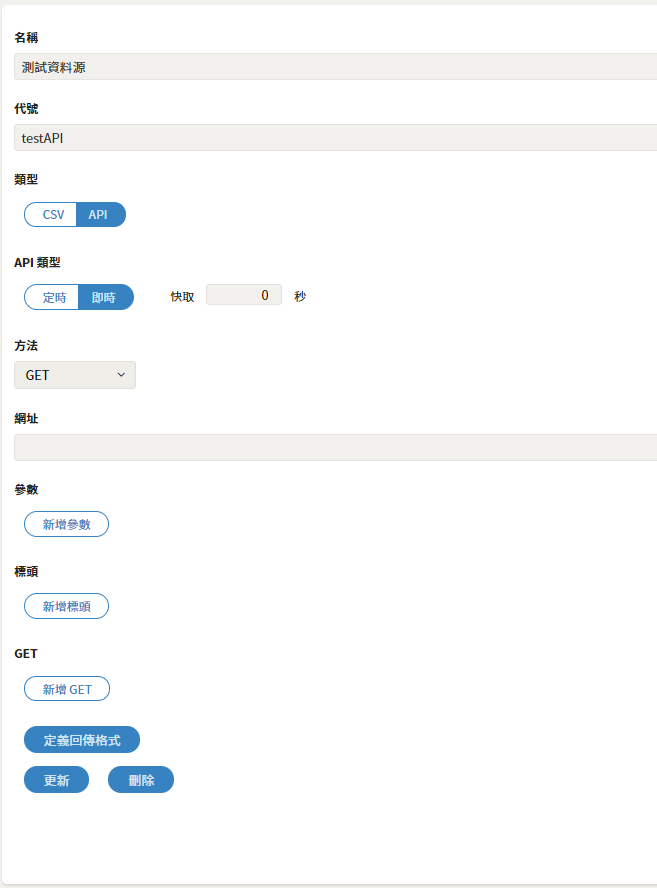 名稱
測試資料源
代號
testAPI
類型
CSV API
API 類型
定時 即時 快取 0 秒
方法
GET
網址
參數
新增參數
標頭
新增標頭
GET
新增 GET
定義回傳格式
更新 刪除